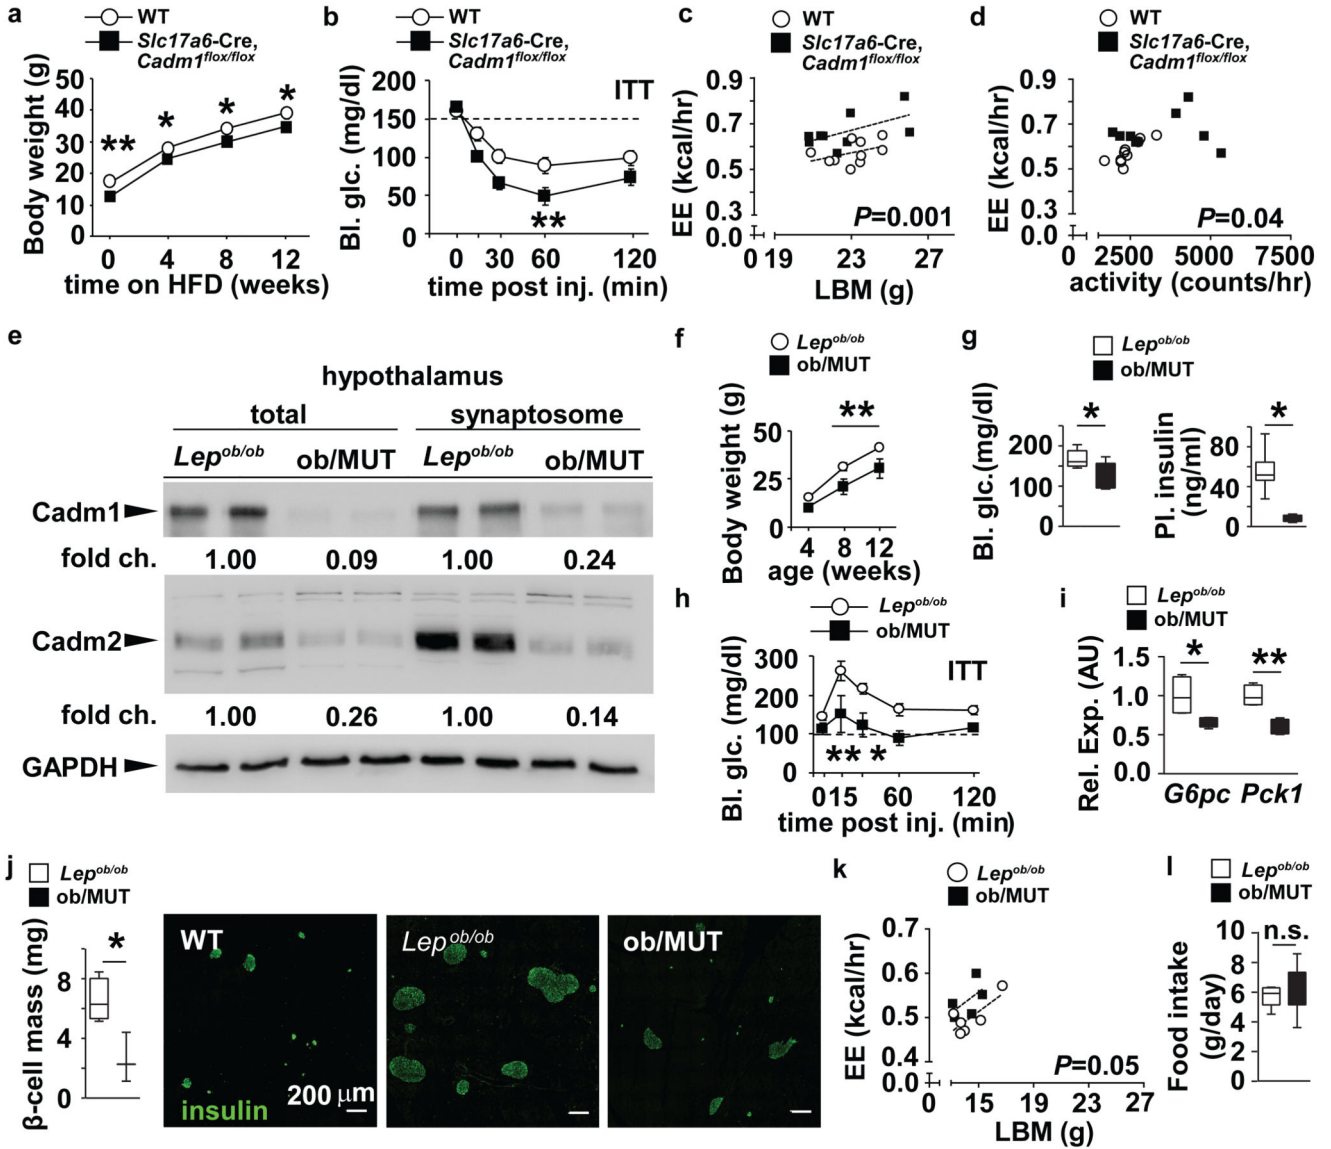 a
WT
Slc17a6-Cre,
Cadm1flox/flox
Body weight (g)
50
40
30
20
10
0
**
*
*
*
0 4 8 12
time on HFD (weeks)
b
WT
Slc17a6-Cre,
Cadm1flox/flox
Bl. glc. (mg/dl)
200
150
100
50
0
ITT
**
0 30 60 120
time post inj. (min)
c
WT
Slc17a6-Cre,
Cadm1flox/flox
EE (kcal/hr)
0.9
0.7
0.5
0.3
0.0
P=0.001
0 19 23 27
LBM (g)
d
WT
Slc17a6-Cre,
Cadm1flox/flox
EE (kcal/hr)
0.9
0.7
0.5
0.3
0.0
P=0.04
0 2500 5000 7500
activity (counts/hr)
e
hypothalamus
total synaptosome
Lepob/ob ob/MUT Lepob/ob ob/MUT
Cadm1
fold ch. 1.00 0.09 1.00 0.24
Cadm2
fold ch. 1.00 0.26 1.00 0.14
GAPDH
f
Lepob/ob
ob/MUT
Body weight (g)
50
25
0
**
4 8 12
age (weeks)
g
Lepob/ob
ob/MUT
Bl. glc.(mg/dl)
200
150
100
50
0
*
Pl. insulin
(ng/ml)
80
40
0
*
h
Lepob/ob
ob/MUT
Bl. glc. (mg/dl)
300
200
100
0
ITT
** *
0 15 60 120
time post inj. (min)
i
Lepob/ob
ob/MUT
Rel. Exp. (AU)
1.5
1.0
0.5
0.0
* **
G6pc Pck1
j
Lepob/ob
ob/MUT
β-cell mass (mg)
8
4
0
*
WT
200 µm
insulin
Lepob/ob
ob/MUT
k
Lepob/ob
ob/MUT
EE (kcal/hr)
0.7
0.6
0.5
0.4
0.0
P=0.05
0 15 19 23 27
LBM (g)
l
Lepob/ob
ob/MUT
Food intake
(g/day)
10
8
6
4
2
0
n.s.